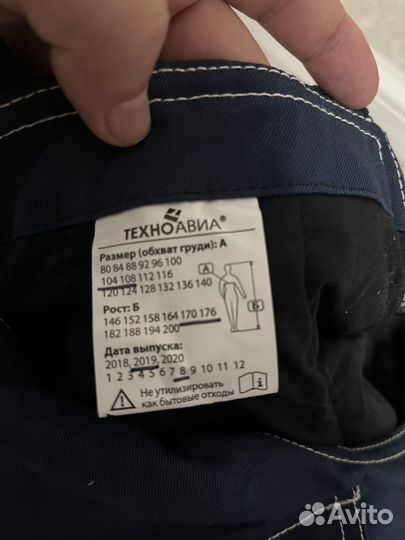 ТЕХНОАВИА®
Размер (обхват груди): А
80 84 88 92 96 100
104 108 112 116
120 124 128 132 136 140
А
Рост: Б
Б
146 152 158 164 170 176
182 188 194 200
Дата выпуска:
2018, 2019, 2020
1 2 3 4 5 6 7 8 9 10 11 12
Не утилизировать
как бытовые отходы
Avito